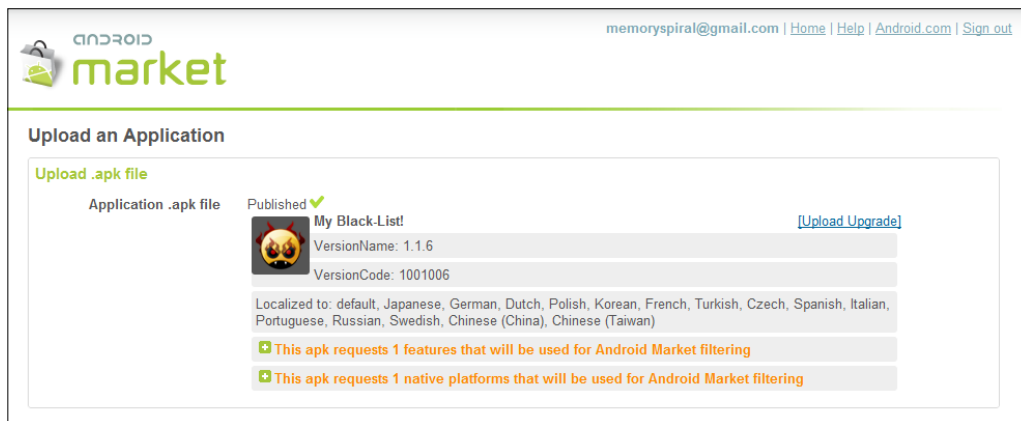 memoryspiral@gmail.com | Home | Help | Android.com | Sign out
ANDROID
market
Upload an Application
Upload .apk file
Application .apk file
Published
My Black-List!
[Upload Upgrade]
VersionName: 1.1.6
VersionCode: 1001006
Localized to: default, Japanese, German, Dutch, Polish, Korean, French, Turkish, Czech, Spanish, Italian,
Portuguese, Russian, Swedish, Chinese (China), Chinese (Taiwan)
This apk requests 1 features that will be used for Android Market filtering
This apk requests 1 native platforms that will be used for Android Market filtering